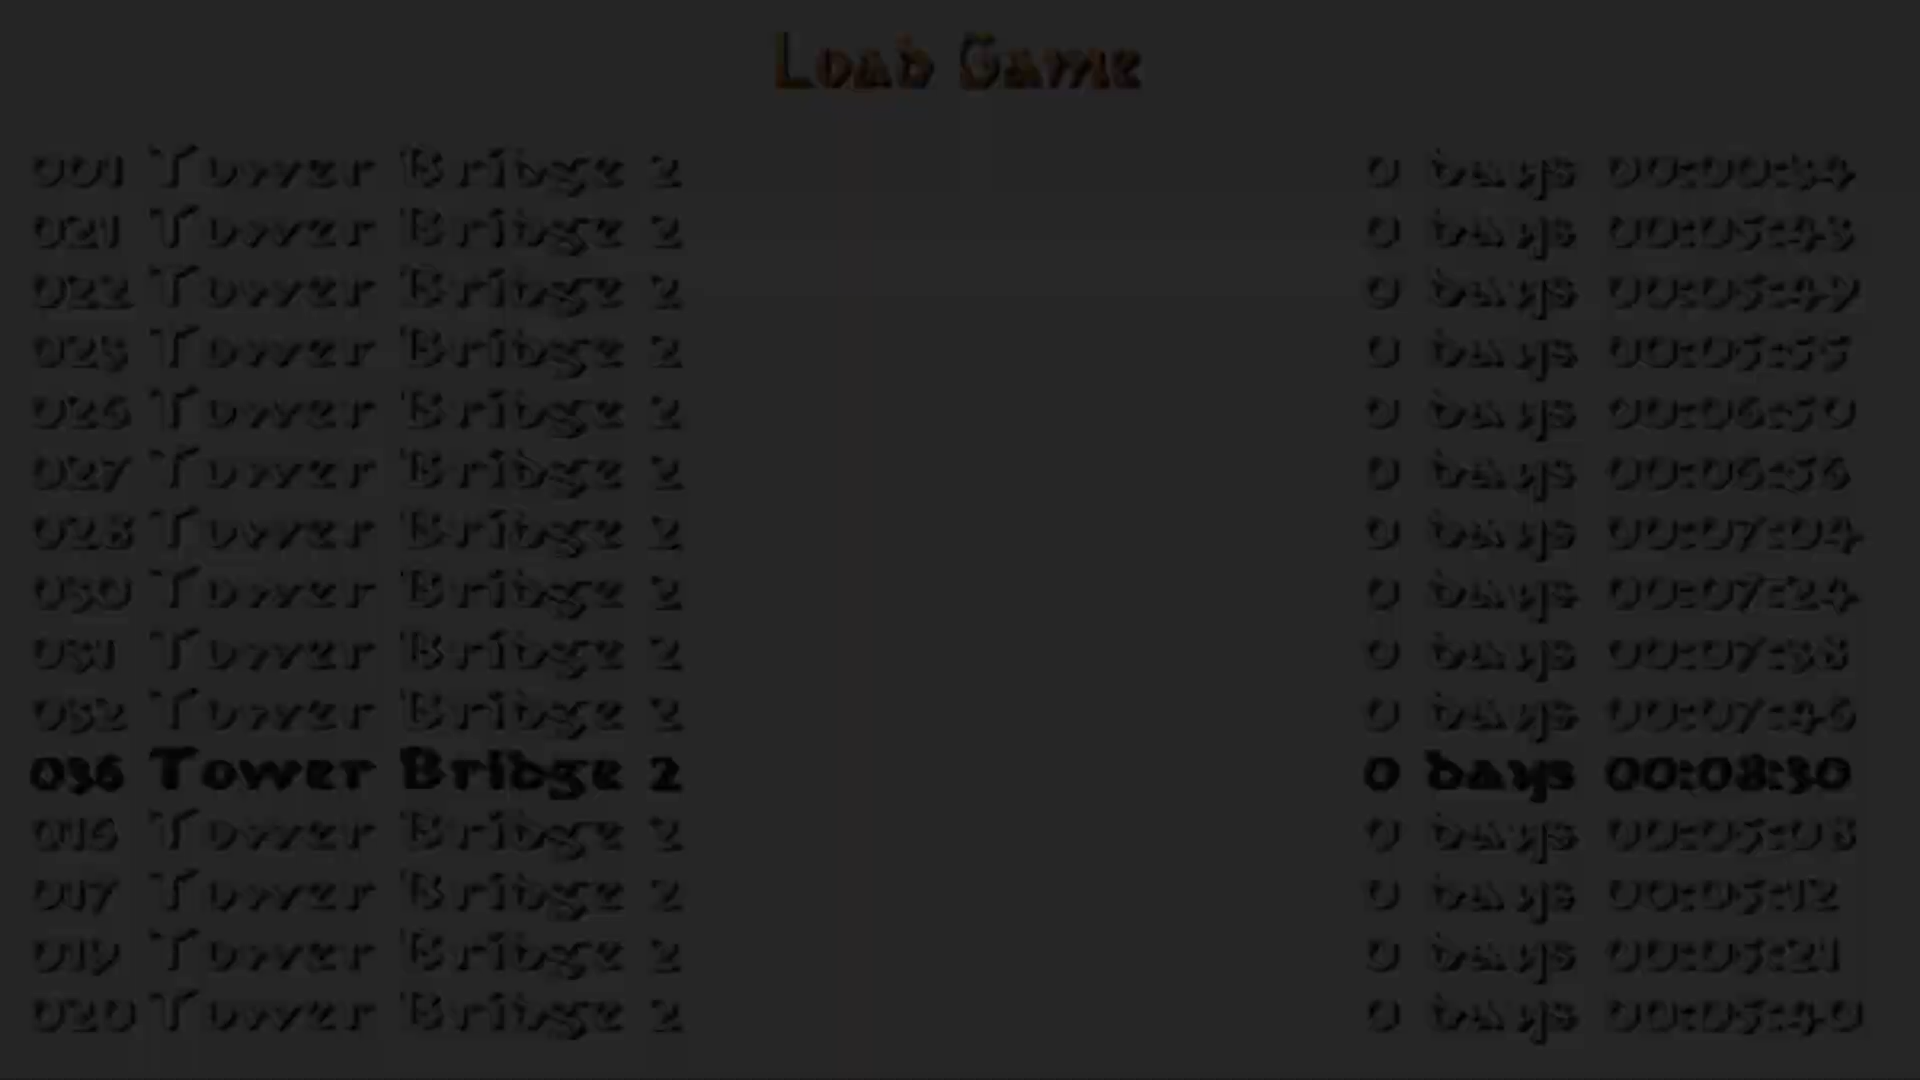 Load Game
001 Tower Bridge 2 0 days 00:00:34
021 Tower Bridge 2 0 days 00:05:43
022 Tower Bridge 2 0 days 00:05:49
023 Tower Bridge 2 0 days 00:05:55
026 Tower Bridge 2 0 days 00:06:50
027 Tower Bridge 2 0 days 00:06:56
028 Tower Bridge 2 0 days 00:07:04
030 Tower Bridge 2 0 days 00:07:24
031 Tower Bridge 2 0 days 00:07:38
032 Tower Bridge 2 0 days 00:07:46
036 Tower Bridge 2 0 days 00:08:30
016 Tower Bridge 2 0 days 00:05:08
017 Tower Bridge 2 0 days 00:05:12
019 Tower Bridge 2 0 days 00:05:21
020 Tower Bridge 2 0 days 00:05:40